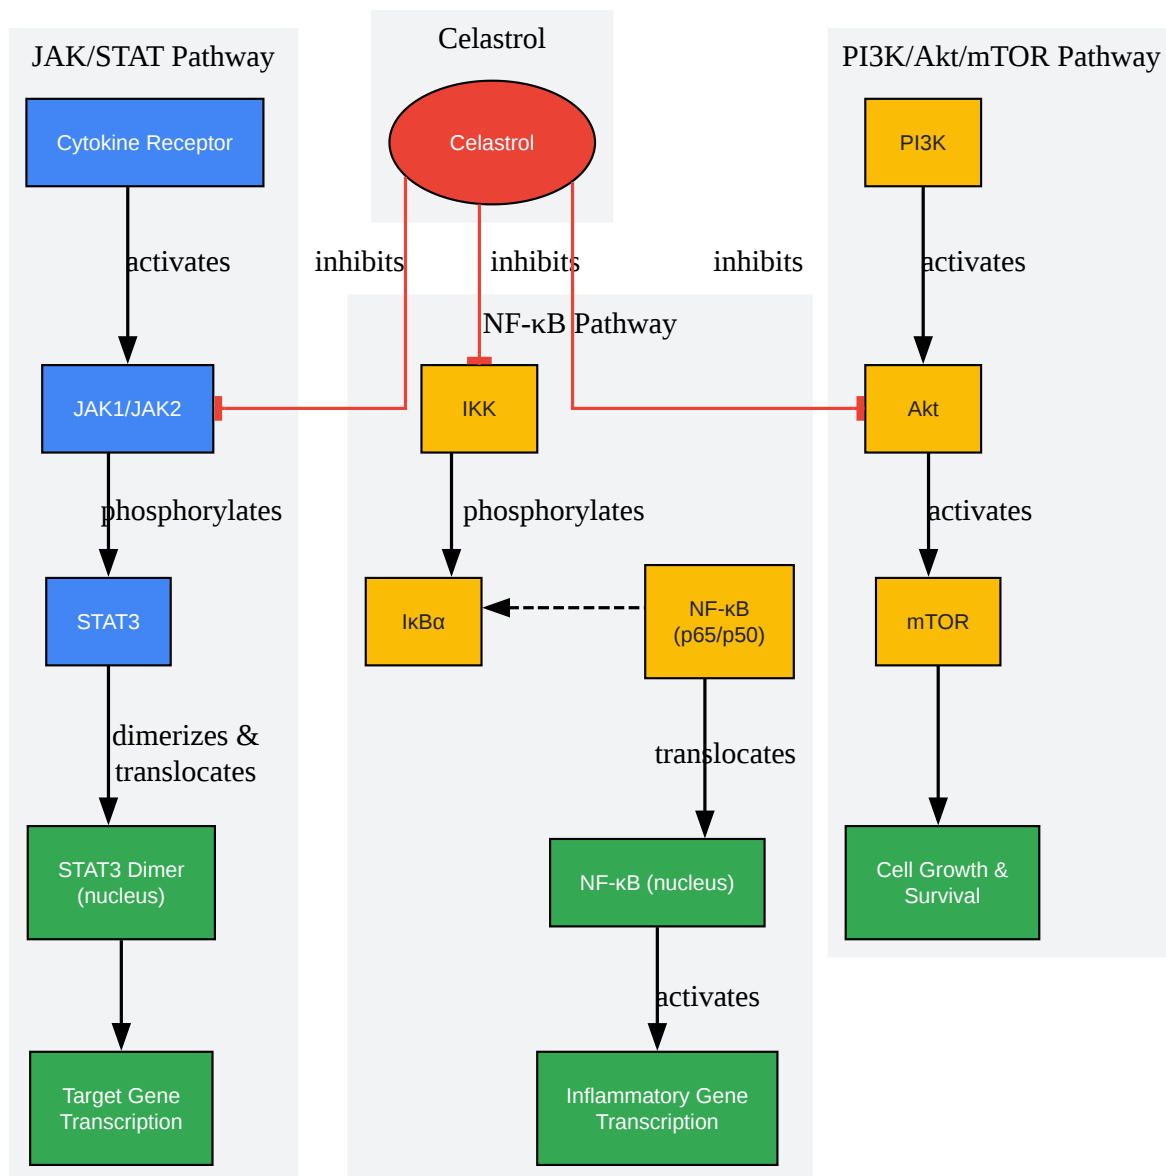 JAK/STAT Pathway
Celastrol
PI3K/Akt/mTOR Pathway
Cytokine Receptor
Celastrol
PI3K
activates
inhibits
inhibits
inhibits
activates
NF-κB Pathway
JAK1/JAK2
IKK
Akt
phosphorylates
phosphorylates
activates
STAT3
IκBα
NF-κB
(p65/p50)
mTOR
dimerizes &
translocates
translocates
STAT3 Dimer
(nucleus)
NF-κB (nucleus)
Cell Growth &
Survival
activates
Target Gene
Transcription
Inflammatory Gene
Transcription